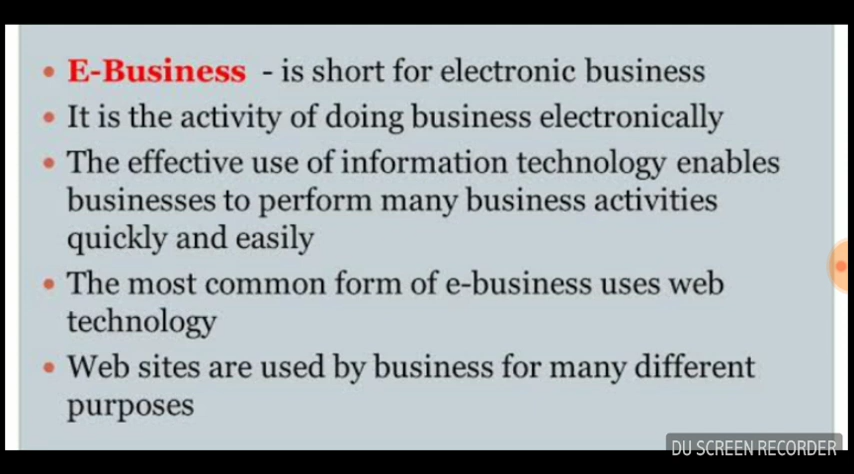 • E-Business - is short for electronic business
• It is the activity of doing business electronically
• The effective use of information technology enables
businesses to perform many business activities
quickly and easily
• The most common form of e-business uses web
technology
• Web sites are used by business for many different
purposes
DU SCREEN RECORDER